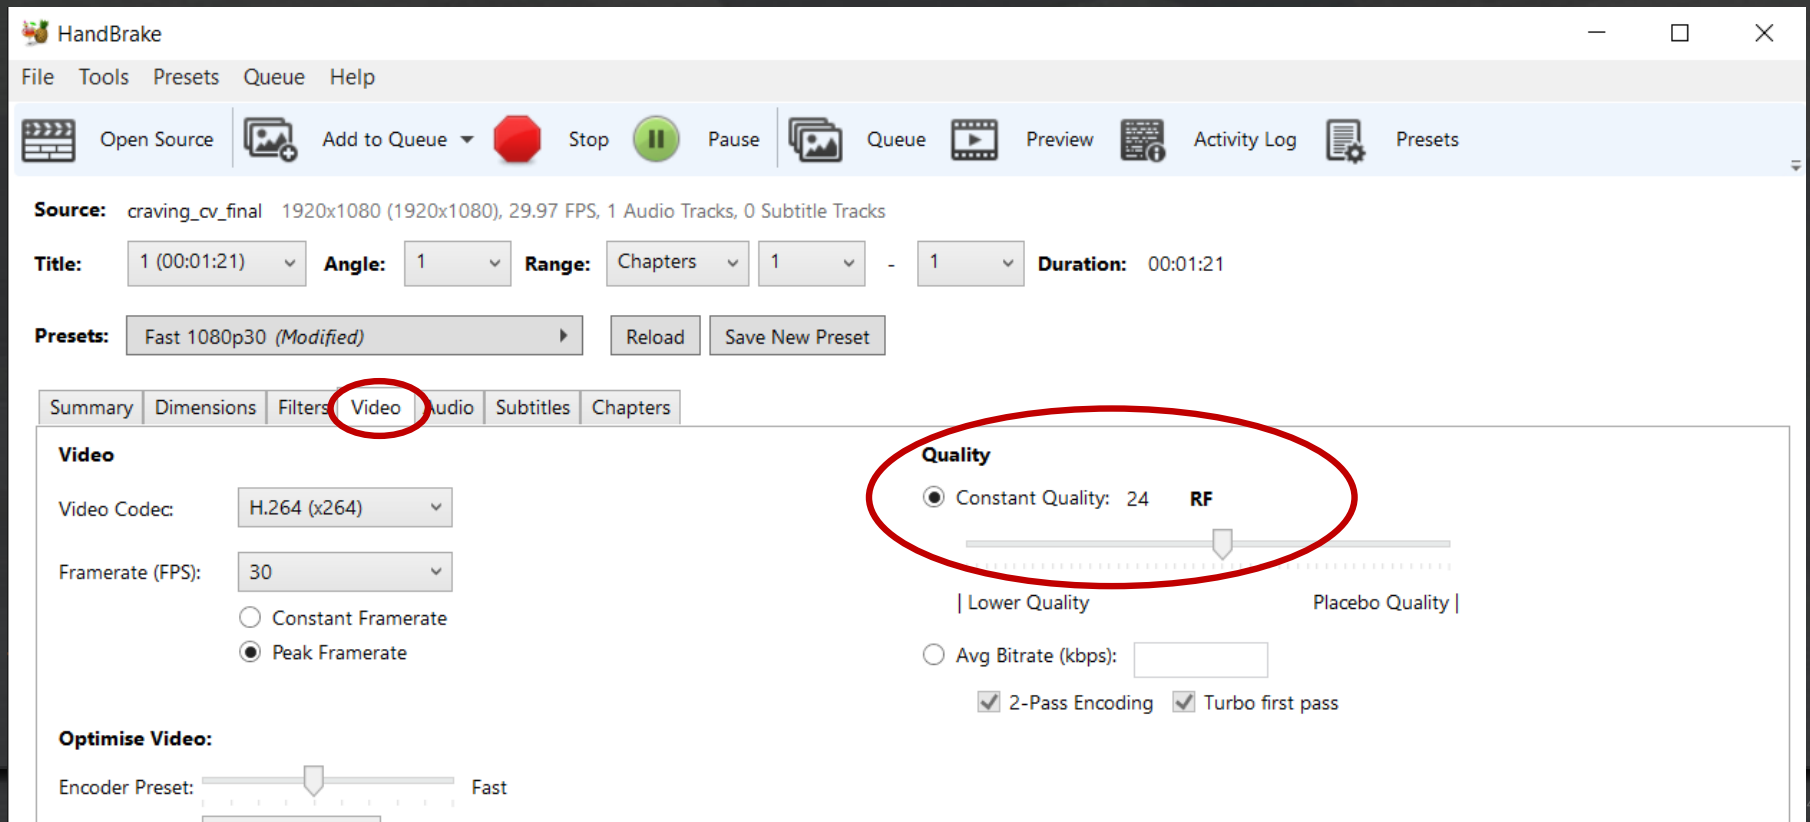 HandBrake
File Tools Presets Queue Help
Open Source Add to Queue Stop Pause Queue Preview Activity Log Presets
Source: craving_cv_final 1920x1080 (1920x1080), 29.97 FPS, 1 Audio Tracks, 0 Subtitle Tracks
Title: 1 (00:01:21) Angle: 1 Range: Chapters 1 - 1 Duration: 00:01:21
Presets: Fast 1080p30 (Modified) Reload Save New Preset
Summary Dimensions Filters Video Audio Subtitles Chapters
Video Quality
Video Codec: H.264 (x264) Constant Quality: 24 RF
Framerate (FPS): 30
| Lower Quality Placebo Quality |
Constant Framerate
Peak Framerate Avg Bitrate (kbps):
2-Pass Encoding Turbo first pass
Optimise Video:
Encoder Preset: Fast